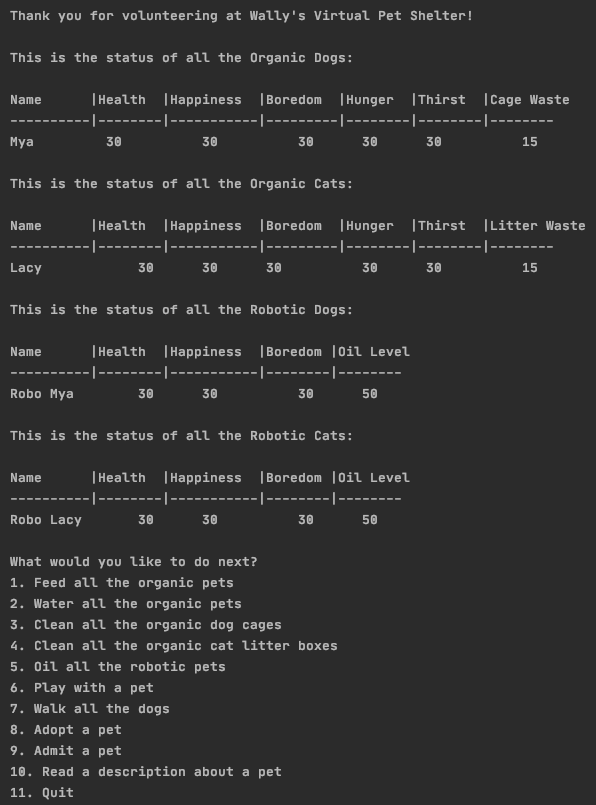 Thank you for volunteering at Wally's Virtual Pet Shelter!
This is the status of all the Organic Dogs:
Name      |Health  |Happiness  |Boredom  |Hunger  |Thirst  |Cage Waste
----------|--------|-----------|---------|--------|--------|--------
Mya         30          30          30      30      30          15
This is the status of all the Organic Cats:
Name      |Health  |Happiness  |Boredom  |Hunger  |Thirst  |Litter Waste
----------|--------|-----------|---------|--------|--------|--------
Lacy            30      30      30          30      30          15
This is the status of all the Robotic Dogs:
Name      |Health  |Happiness  |Boredom |Oil Level
----------|--------|-----------|--------|--------
Robo Mya        30      30          30      50
This is the status of all the Robotic Cats:
Name      |Health  |Happiness  |Boredom |Oil Level
----------|--------|-----------|--------|--------
Robo Lacy       30      30          30      50
What would you like to do next?
1. Feed all the organic pets
2. Water all the organic pets
3. Clean all the organic dog cages
4. Clean all the organic cat litter boxes
5. Oil all the robotic pets
6. Play with a pet
7. Walk all the dogs
8. Adopt a pet
9. Admit a pet
10. Read a description about a pet
11. Quit